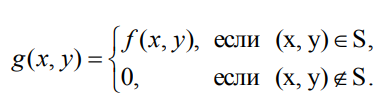 g(x, y) = { f(x, y), если (x, y) ∈ S,
0, если (x, y) ∉ S.